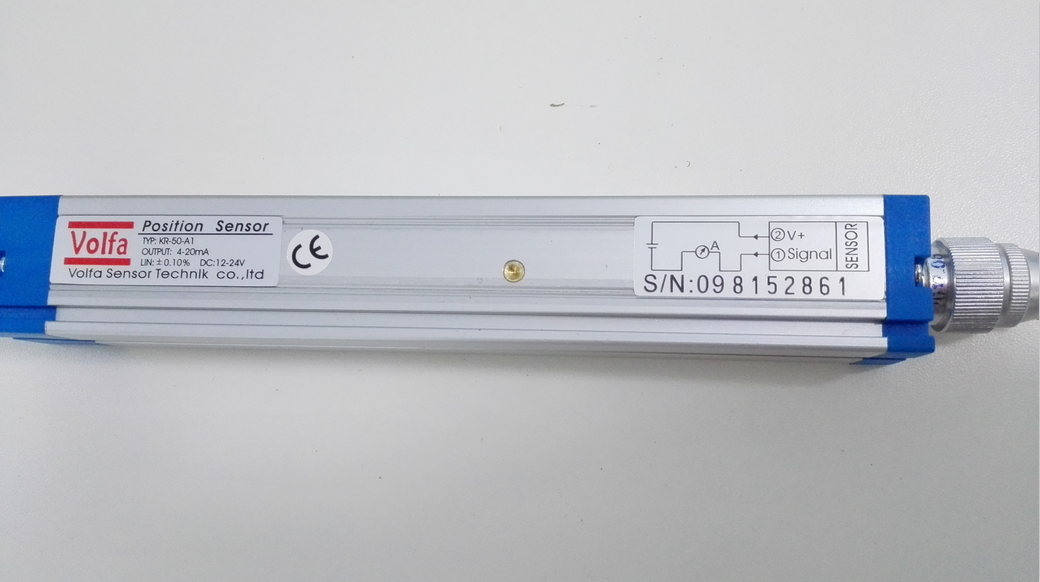 Volfa
Position Sensor
TYP: KR-50-A1
OUTPUT: 4-20mA
LIN:±0.10% DC:12-24V
Volfa Sensor Technik co.,ltd
CE
A
②V+
①Signal
SENSOR
S/N:098152861